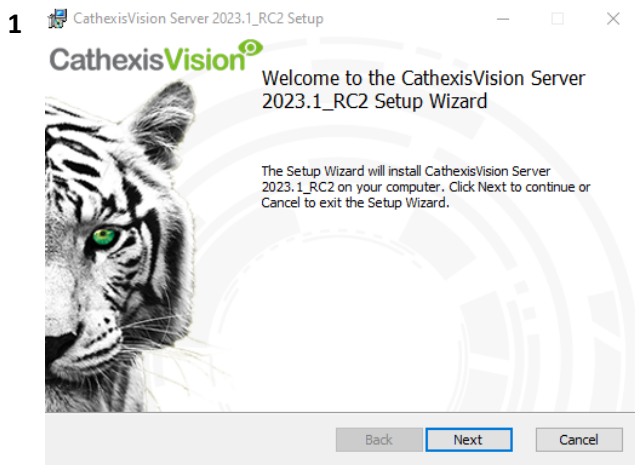 1
CathexisVision Server 2023.1_RC2 Setup
CathexisVision
Welcome to the CathexisVision Server
2023.1_RC2 Setup Wizard
The Setup Wizard will install CathexisVision Server
2023.1_RC2 on your computer. Click Next to continue or
Cancel to exit the Setup Wizard.
Back Next Cancel